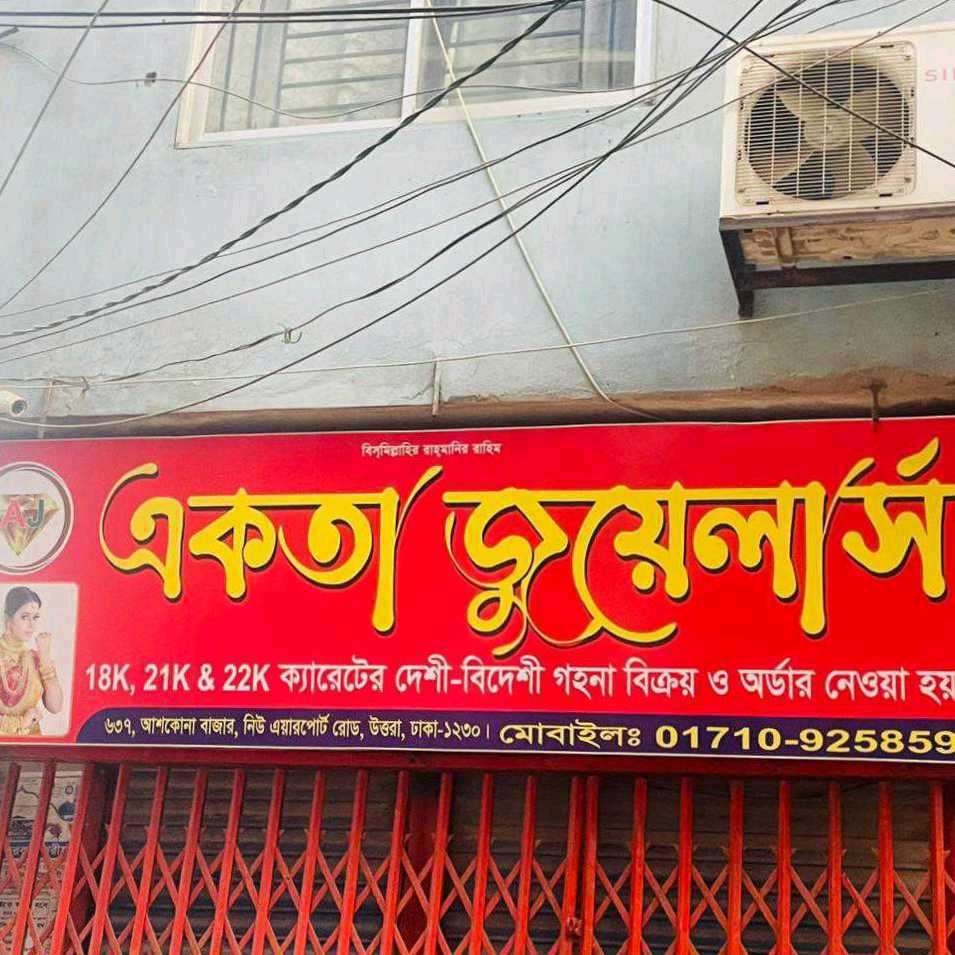 SI
বিস্‌মিল্লাহির রাহ্‌মানির রাহিম
AJ
একতা জুয়েলার্স
18K, 21K & 22K ক্যারেটের দেশী-বিদেশী গহনা বিক্রয় ও অর্ডার নেওয়া হয়
৬৩৭, আশকোনা বাজার, নিউ এয়ারপোর্ট রোড, উত্তরা, ঢাকা-১২৩০। মোবাইলঃ 01710-925859